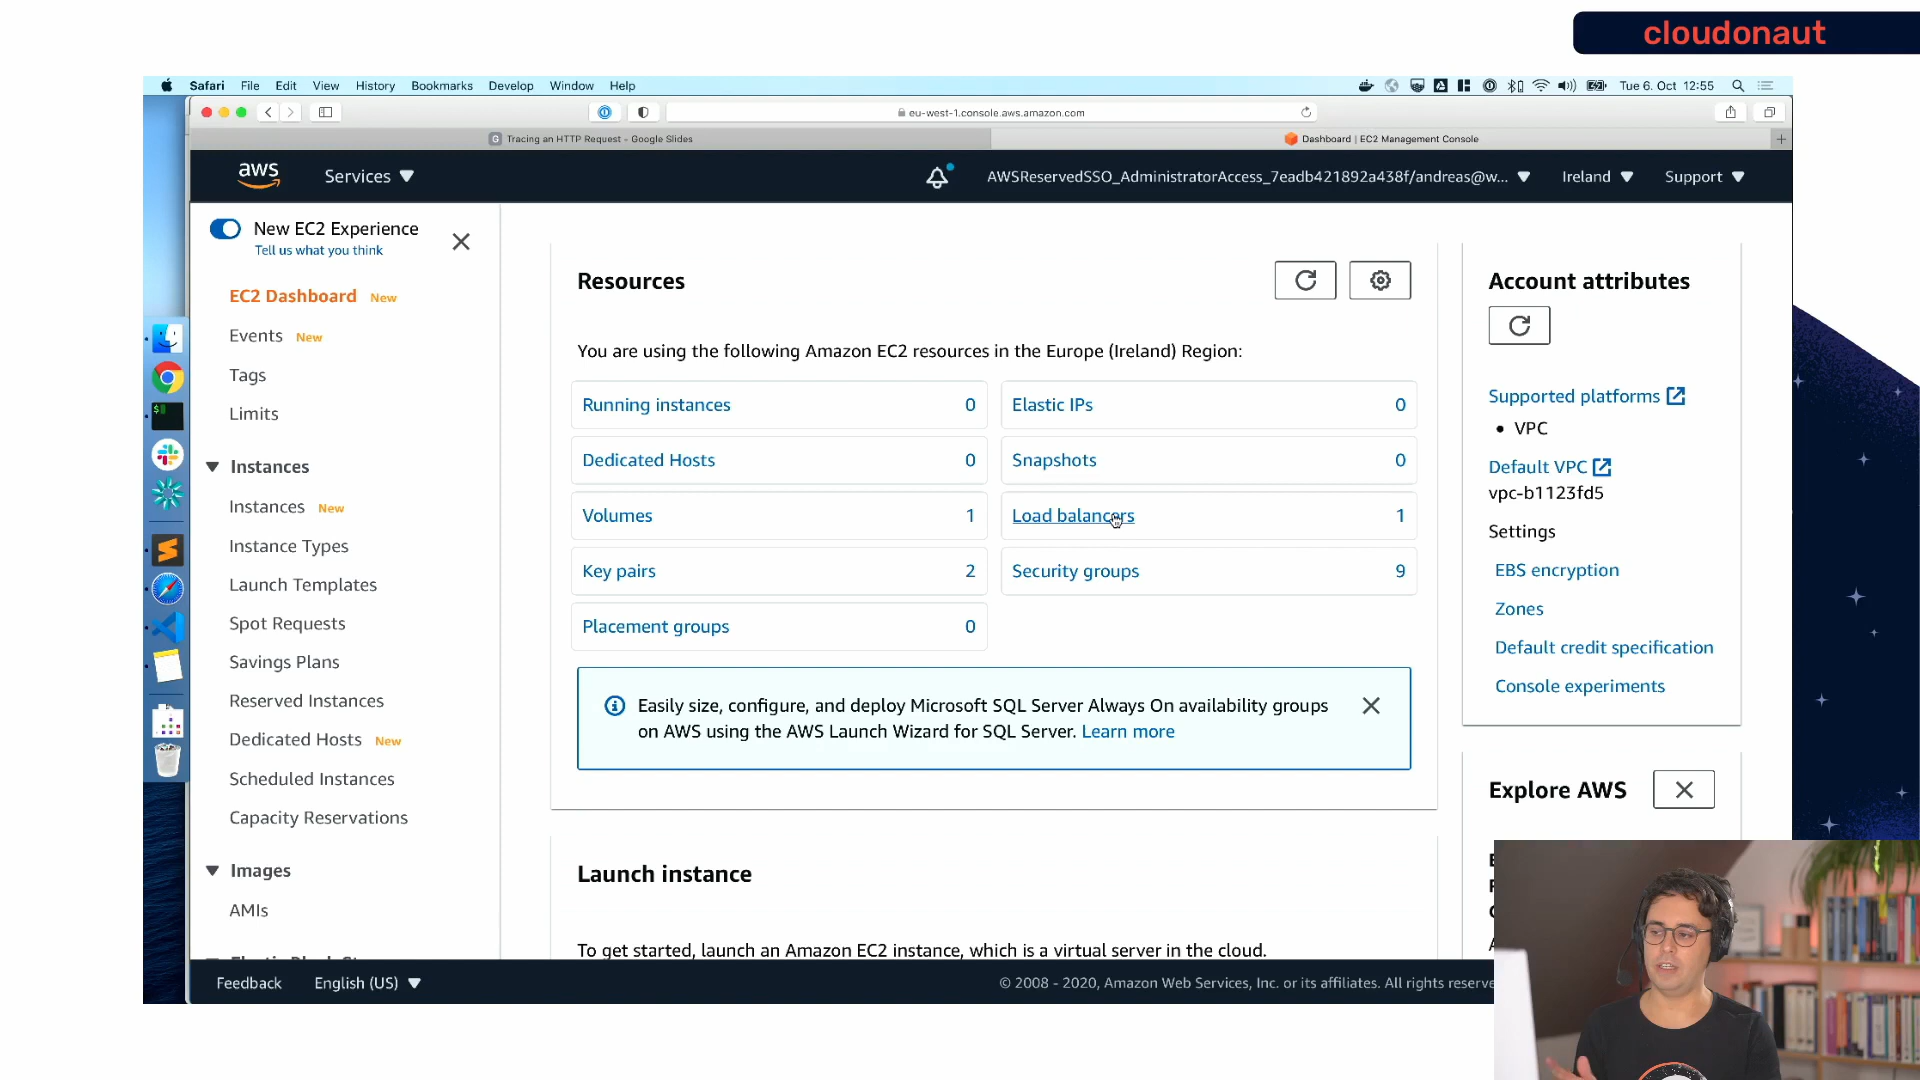 cloudonaut
Safari File Edit View History Bookmarks Develop Window Help
Tue 6. Oct 12:55
eu-west-1.console.aws.amazon.com
Tracing an HTTP Request - Google Slides
Dashboard | EC2 Management Console
aws
Services
AWSReservedSSO_AdministratorAccess_7eadb421892a438f/andreas@w...
Ireland
Support
New EC2 Experience
Tell us what you think
EC2 Dashboard New
Events New
Tags
Limits
Instances
Instances New
Instance Types
Launch Templates
Spot Requests
Savings Plans
Reserved Instances
Dedicated Hosts New
Scheduled Instances
Capacity Reservations
Images
AMIs
Resources
You are using the following Amazon EC2 resources in the Europe (Ireland) Region:
Running instances 0
Elastic IPs 0
Dedicated Hosts 0
Snapshots 0
Volumes 1
Load balancers 1
Key pairs 2
Security groups 9
Placement groups 0
Easily size, configure, and deploy Microsoft SQL Server Always On availability groups
on AWS using the AWS Launch Wizard for SQL Server. Learn more
Launch instance
To get started, launch an Amazon EC2 instance, which is a virtual server in the cloud.
Account attributes
Supported platforms
• VPC
Default VPC
vpc-b1123fd5
Settings
EBS encryption
Zones
Default credit specification
Console experiments
Explore AWS
Feedback
English (US)
© 2008 - 2020, Amazon Web Services, Inc. or its affiliates. All rights reserve